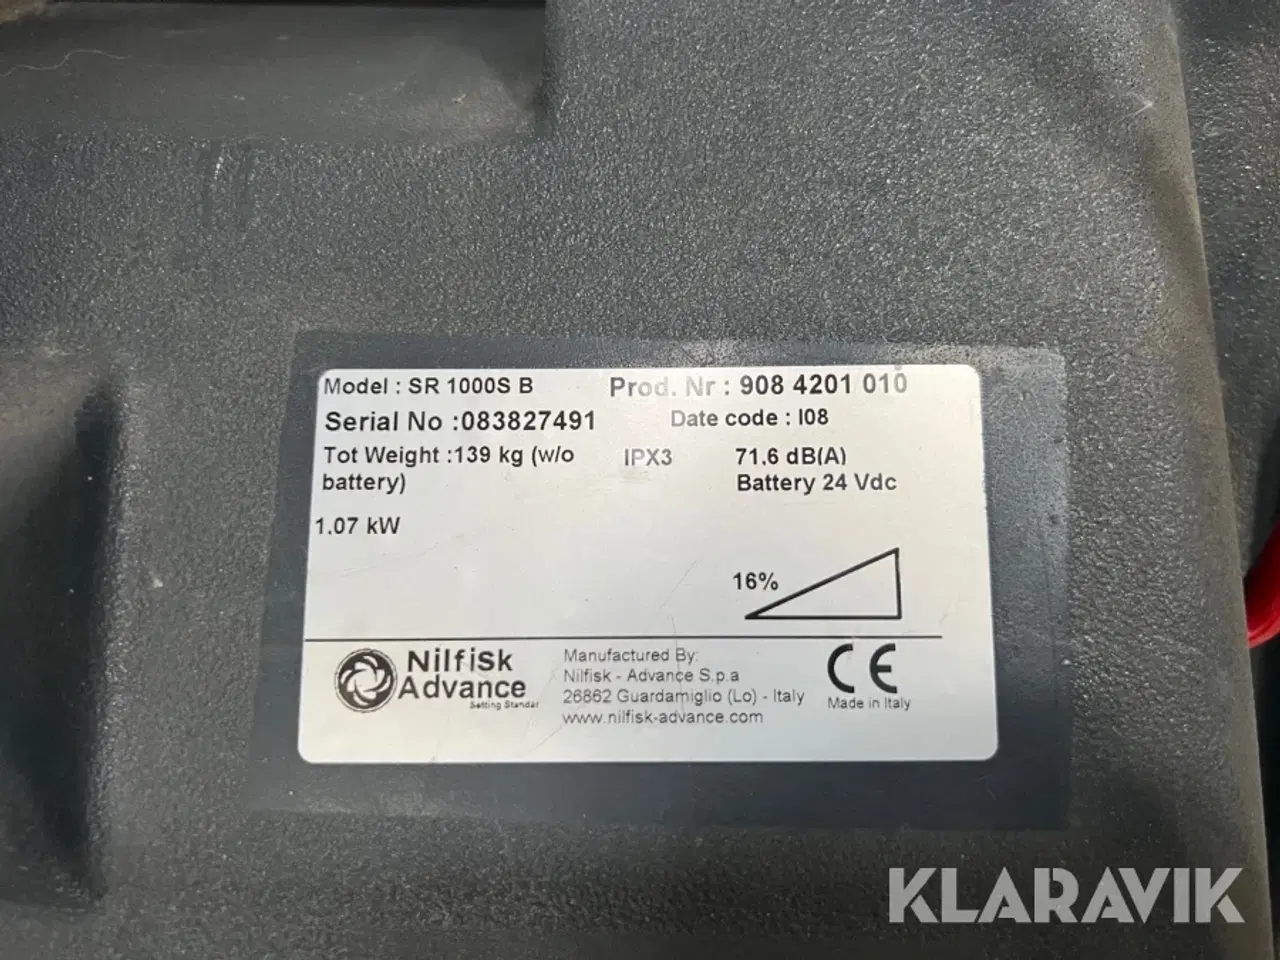 Model : SR 1000S B Prod. Nr : 908 4201 010
Serial No :083827491 Date code : I08
Tot Weight :139 kg (w/o IPX3 71,6 dB(A)
battery) Battery 24 Vdc
1.07 kW
16%
Nilfisk
Advance
Setting Standar
Manufactured By:
Nilfisk - Advance S.p.a
26862 Guardamiglio (Lo) - Italy
www.nilfisk-advance.com
CE
Made in Italy
KLARAVIK